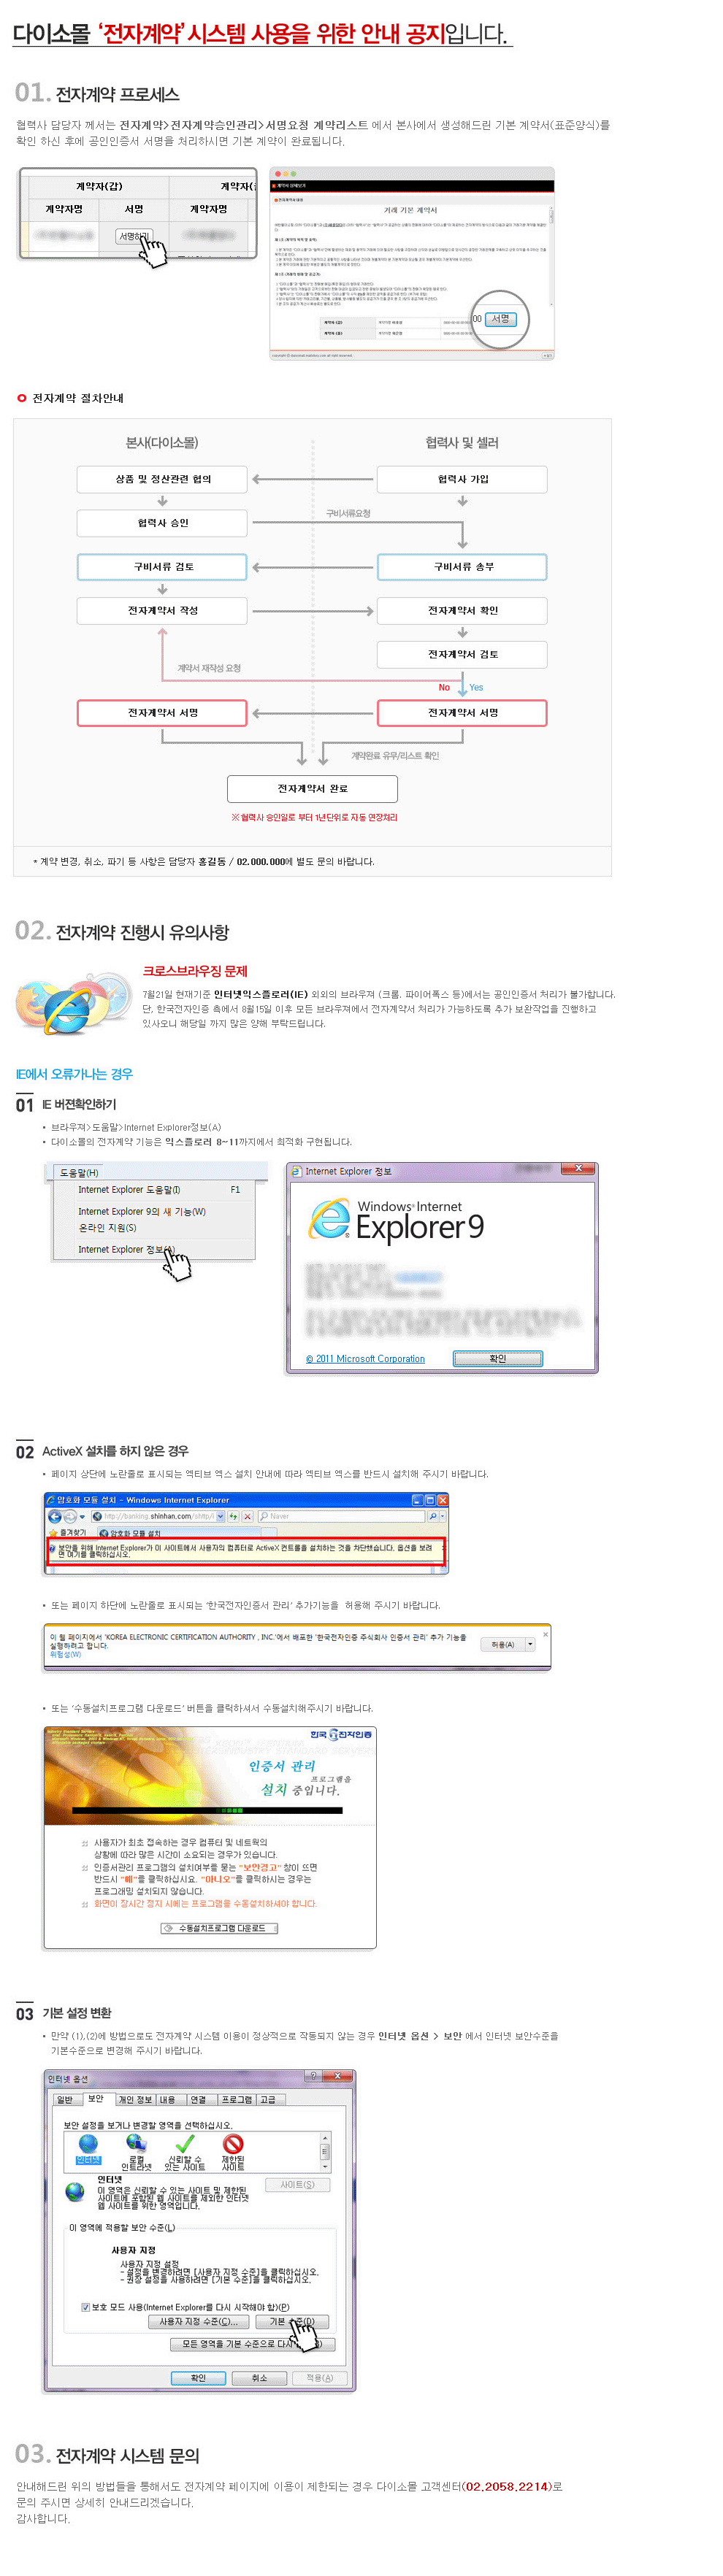 다이소몰 ‘전자계약’ 시스템 사용을 위한 안내 공지입니다.
01. 전자계약 프로세스
협력사 담당자 께서는 전자계약>전자계약승인관리>서명요청 계약리스트 에서 본사에서 생성해드린 기본 계약서(표준양식)를
확인 하신 후에 공인인증서 서명을 처리하시면 기본 계약이 완료됩니다.
계약자(갑)
계약자명
서명
계약자명
서명하기
거래 기본 계약서
00 서명
전자계약 절차안내
본사(다이소몰)
협력사 및 셀러
상품 및 정산관련 협의
협력사 가입
협력사 승인
구비서류요청
구비서류 검토
구비서류 송부
전자계약서 작성
전자계약서 확인
전자계약서 검토
계약서 재작성 요청
No
Yes
전자계약서 서명
전자계약서 서명
계약완료 유무/리스트 확인
전자계약서 완료
※ 협력사 승인일로 부터 1년단위로 자동 연장처리
* 계약 변경, 취소, 파기 등 사항은 담당자 홍길동 / 02.000.000에 별도 문의 바랍니다.
02. 전자계약 진행시 유의사항
크로스브라우징 문제
7월21일 현재기준 인터넷익스플로러(IE) 외외의 브라우져 (크롬, 파이어폭스 등)에서는 공인인증서 처리가 불가합니다.
단, 한국전자인증 측에서 8월15일 이후 모든 브라우져에서 전자계약서 처리가 가능하도록 추가 보완작업을 진행하고
있사오니 해당일 까지 많은 양해 부탁드립니다.
IE에서 오류가나는 경우
01 IE 버젼확인하기
• 브라우져>도움말>Internet Explorer정보(A)
• 다이소몰의 전자계약 기능은 익스플로러 8~11까지에서 최적화 구현됩니다.
도움말(H)
Internet Explorer 도움말(I) F1
Internet Explorer 9의 새 기능(W)
온라인 지원(S)
Internet Explorer 정보(A)
Internet Explorer 정보
Windows Internet
Explorer 9
© 2011 Microsoft Corporation
확인
02 ActiveX 설치를 하지 않은 경우
• 페이지 상단에 노란줄로 표시되는 엑티브 엑스 설치 안내에 따라 엑티브 엑스를 반드시 설치해 주시기 바랍니다.
암호화 모듈 설치 - Windows Internet Explorer
http://banking.shinhan.com/shttp/i
Naver
즐겨찾기
암호화 모듈 설치
보안을 위해 Internet Explorer가 이 사이트에서 사용자의 컴퓨터로 ActiveX 컨트롤을 설치하는 것을 차단했습니다. 옵션을 보려
면 여기를 클릭하십시오.
• 또는 페이지 하단에 노란줄로 표시되는 ‘한국전자인증서 관리’ 추가기능을 허용해 주시기 바랍니다.
이 웹 페이지에서 'KOREA ELECTRONIC CERTIFICATION AUTHORITY , INC.'에서 배포한 '한국전자인증 주식회사 인증서 관리' 추가 기능을
실행하려고 합니다.
위험성(W)
허용(A)
• 또는 ‘수동설치프로그램 다운로드’ 버튼을 클릭하셔서 수동설치해주시기 바랍니다.
한국전자인증
인증서 관리
프로그램을
설치 중입니다.
사용자가 최초 접속하는 경우 컴퓨터 및 네트웍의
상황에 따라 많은 시간이 소요되는 경우가 있습니다.
인증서관리 프로그램의 설치여부를 묻는 "보안경고" 창이 뜨면
반드시 "예"를 클릭하십시요. "아니오"를 클릭하시는 경우는
프로그래밍 설치되지 않습니다.
화면이 장시간 정지 시에는 프로그램을 수동설치하셔야 합니다.
수동설치프로그램 다운로드
03 기본 설정 변환
• 만약 (1),(2)에 방법으로도 전자계약 시스템 이용이 정상적으로 작동되지 않는 경우 인터넷 옵션 > 보안 에서 인터넷 보안수준을
기본수준으로 변경해 주시기 바랍니다.
인터넷 옵션
일반 보안 개인 정보 내용 연결 프로그램 고급
보안 설정을 보거나 변경할 영역을 선택하십시오.
인터넷
로컬
인트라넷
신뢰할 수
있는 사이트
제한된
사이트
인터넷
이 영역은 신뢰할 수 있는 사이트 및 제한된
사이트에 포함된 웹 사이트를 제외한 인터넷
웹 사이트를 위한 영역입니다.
사이트(S)
이 영역에 적용할 보안 수준(L)
사용자 지정
사용자 지정 설정
- 설정을 변경하려면 [사용자 지정 수준]을 클릭하십시오.
- 권장 설정을 사용하려면 [기본 수준]을 클릭하십시오.
보호 모드 사용(Internet Explorer를 다시 시작해야 함)(P)
사용자 지정 수준(C)...
기본 수준(D)
모든 영역을 기본 수준으로 다시
확인
취소
적용(A)
03. 전자계약 시스템 문의
안내해드린 위의 방법들을 통해서도 전자계약 페이지에 이용이 제한되는 경우 다이소몰 고객센터(02.2058.2214)로
문의 주시면 상세히 안내드리겠습니다.
감사합니다.